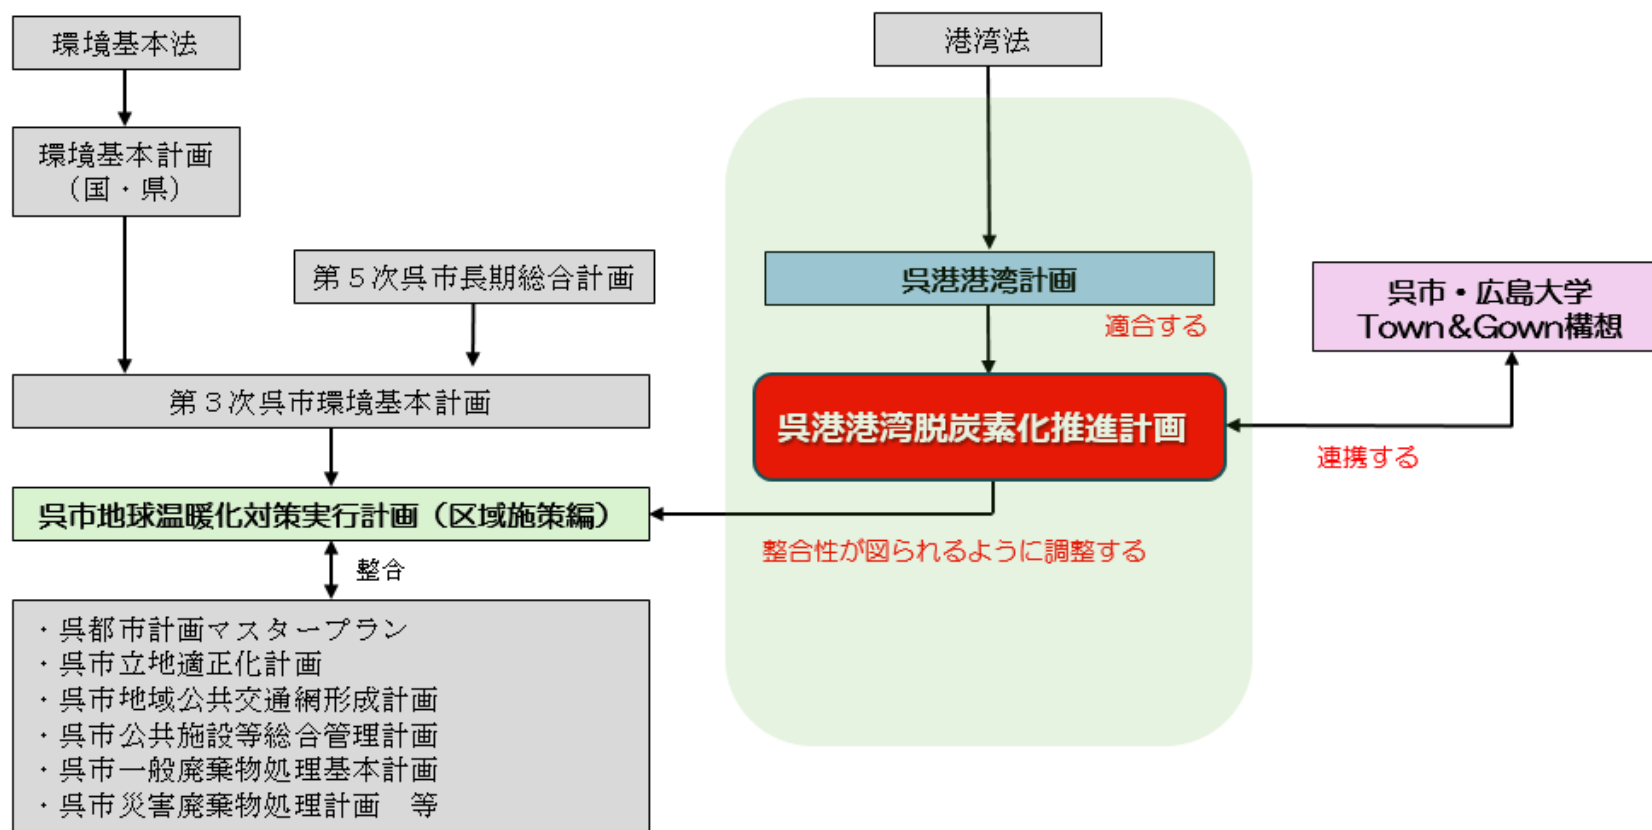 環境基本法
環境基本計画
（国・県）
第５次呉市長期総合計画
第３次呉市環境基本計画
呉市地球温暖化対策実行計画（区域施策編）
整合
・呉都市計画マスタープラン
・呉市立地適正化計画
・呉市地域公共交通網形成計画
・呉市公共施設等総合管理計画
・呉市一般廃棄物処理基本計画
・呉市災害廃棄物処理計画　等
港湾法
呉港港湾計画
適合する
呉港港湾脱炭素化推進計画
整合性が図られるように調整する
呉市・広島大学
Town&Gown構想
連携する